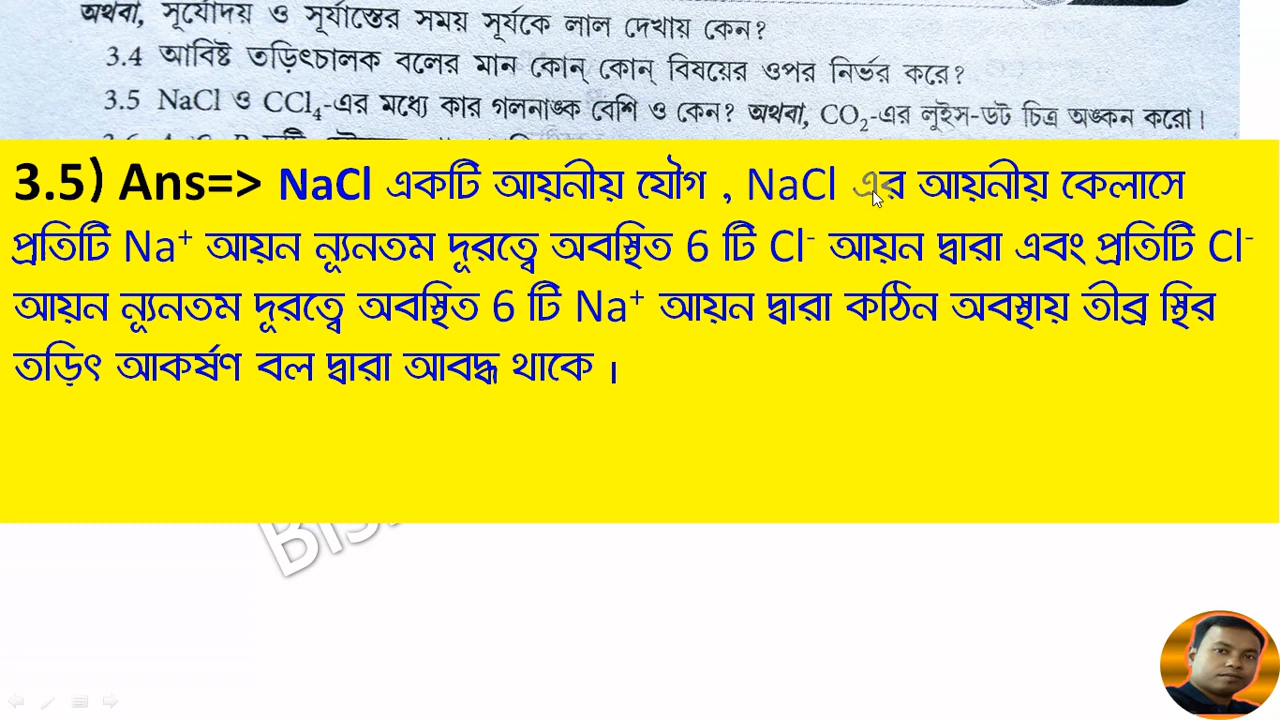 অথবা, সূর্যোদয় ও সূর্যাস্তের সময় সূর্যকে লাল দেখায় কেন?
3.4 আবিষ্ট তড়িৎচালক বলের মান কোন্ কোন্ বিষয়ের ওপর নির্ভর করে?
3.5 NaCl ও CCl₄-এর মধ্যে কার গলনাঙ্ক বেশি ও কেন? অথবা, CO₂-এর লুইস-ডট চিত্র অঙ্কন করো।
3.5) Ans=> NaCl একটি আয়নীয় যৌগ , NaCl এর আয়নীয় কেলাসে
প্রতিটি Na⁺ আয়ন ন্যূনতম দূরত্বে অবস্থিত 6 টি Cl⁻ আয়ন দ্বারা এবং প্রতিটি Cl⁻
আয়ন ন্যূনতম দূরত্বে অবস্থিত 6 টি Na⁺ আয়ন দ্বারা কঠিন অবস্থায় তীব্র স্থির
তড়িৎ আকর্ষণ বল দ্বারা আবদ্ধ থাকে ।